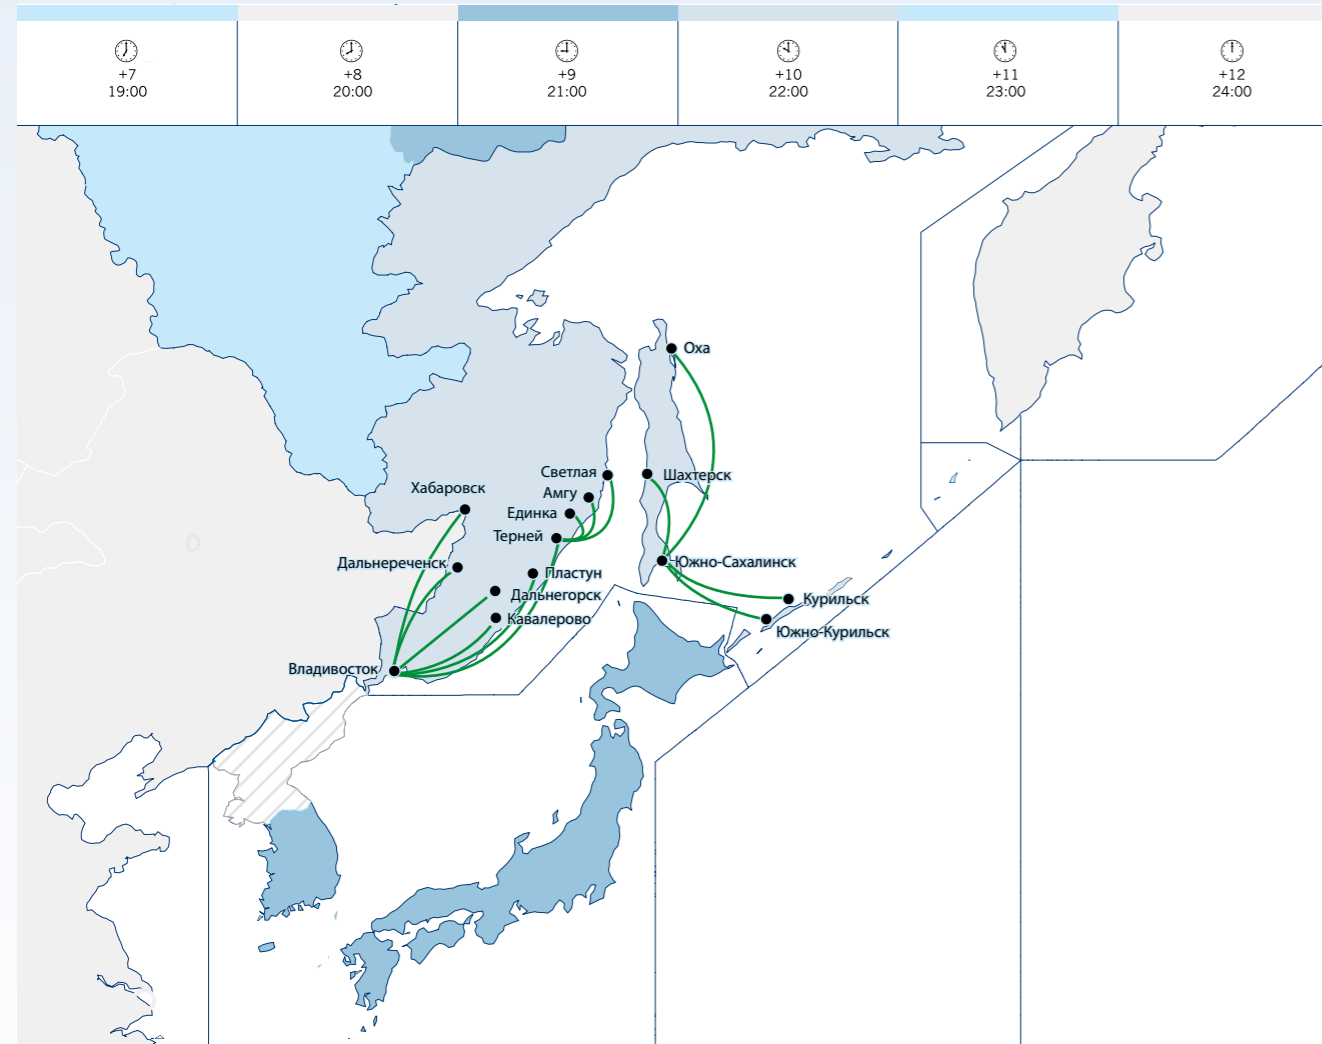 +7
19:00
+8
20:00
+9
21:00
+10
22:00
+11
23:00
+12
24:00
Оха
Светлая
Шахтерск
Хабаровск
Амгу
Единка
Терней
Дальнереченск
Южно-Сахалинск
Пластун
Дальнегорск
Курильск
Кавалерово
Южно-Курильск
Владивосток